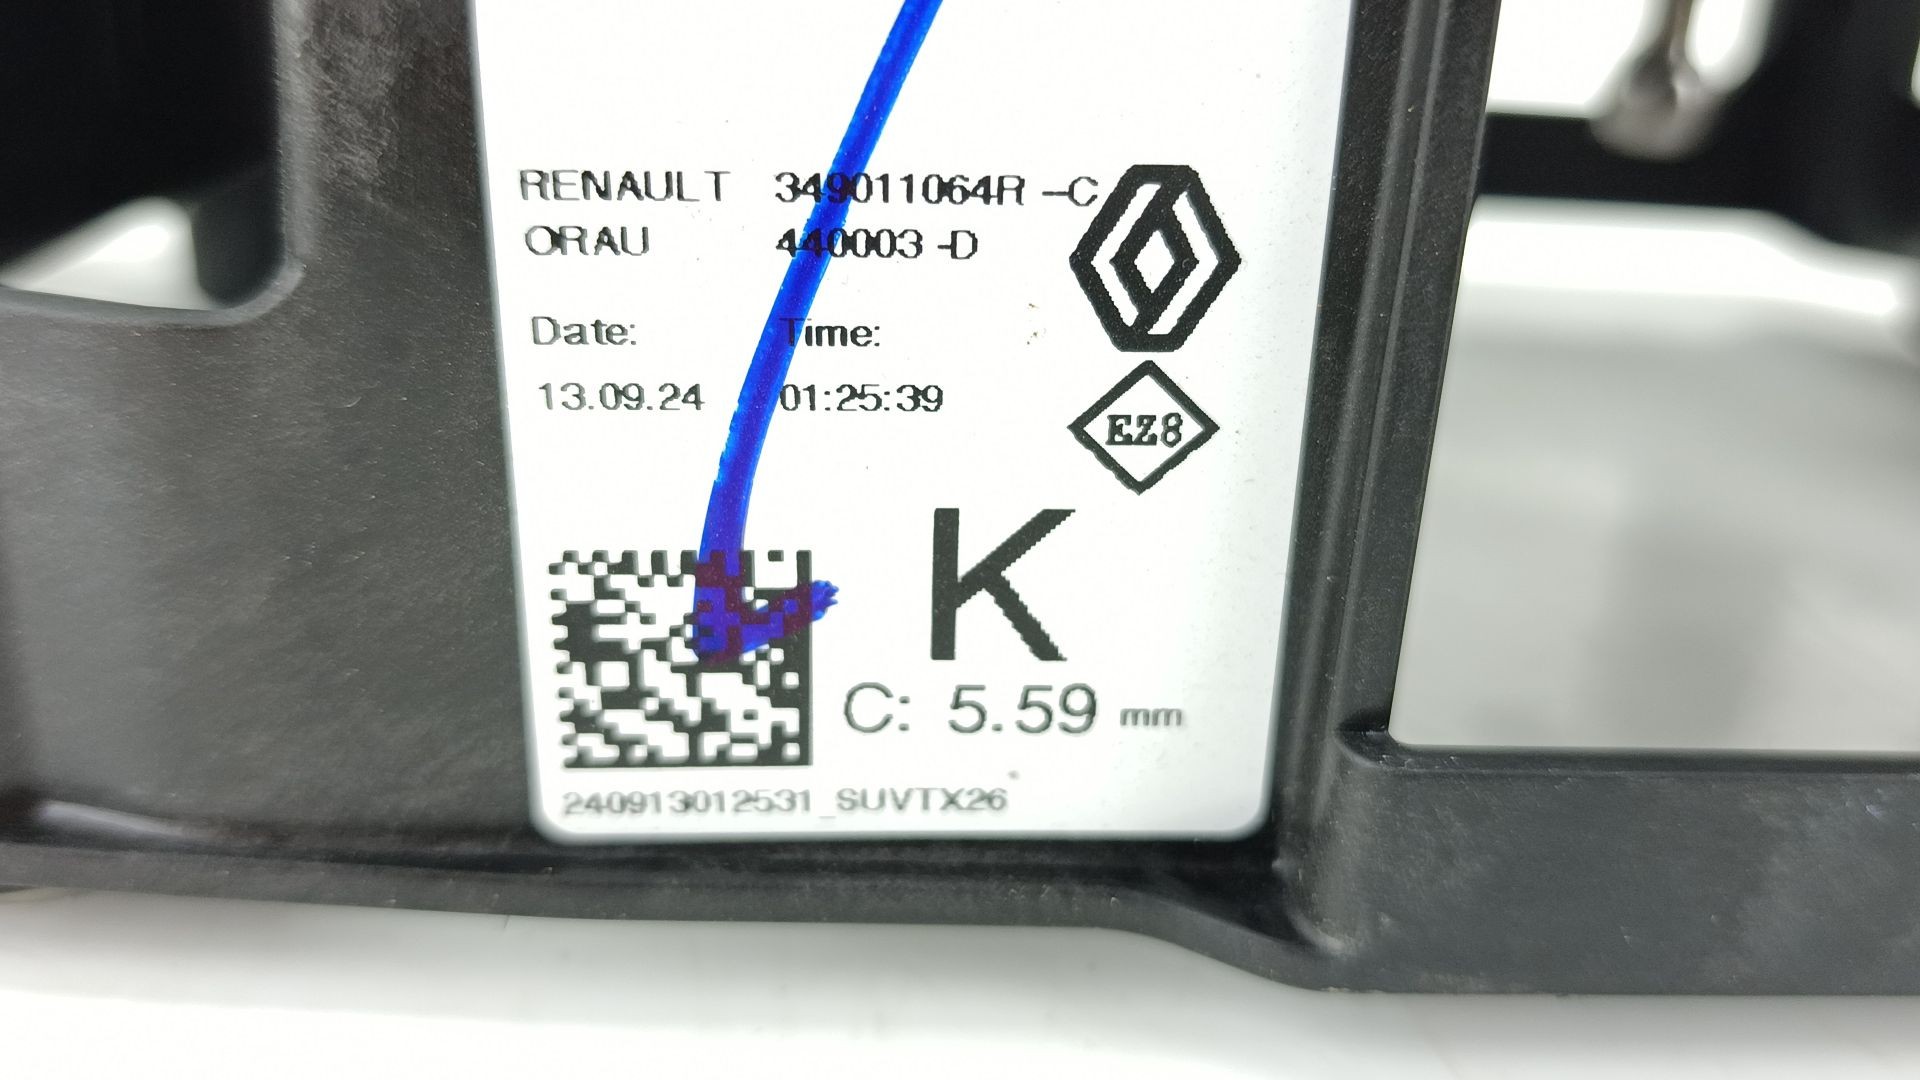 RENAULT 349011064R -C
ORAU 440003 -D
Date: Time:
13.09.24 01:25:39
EZ8
K
C: 5.59 mm
240913012531_SUVTX26